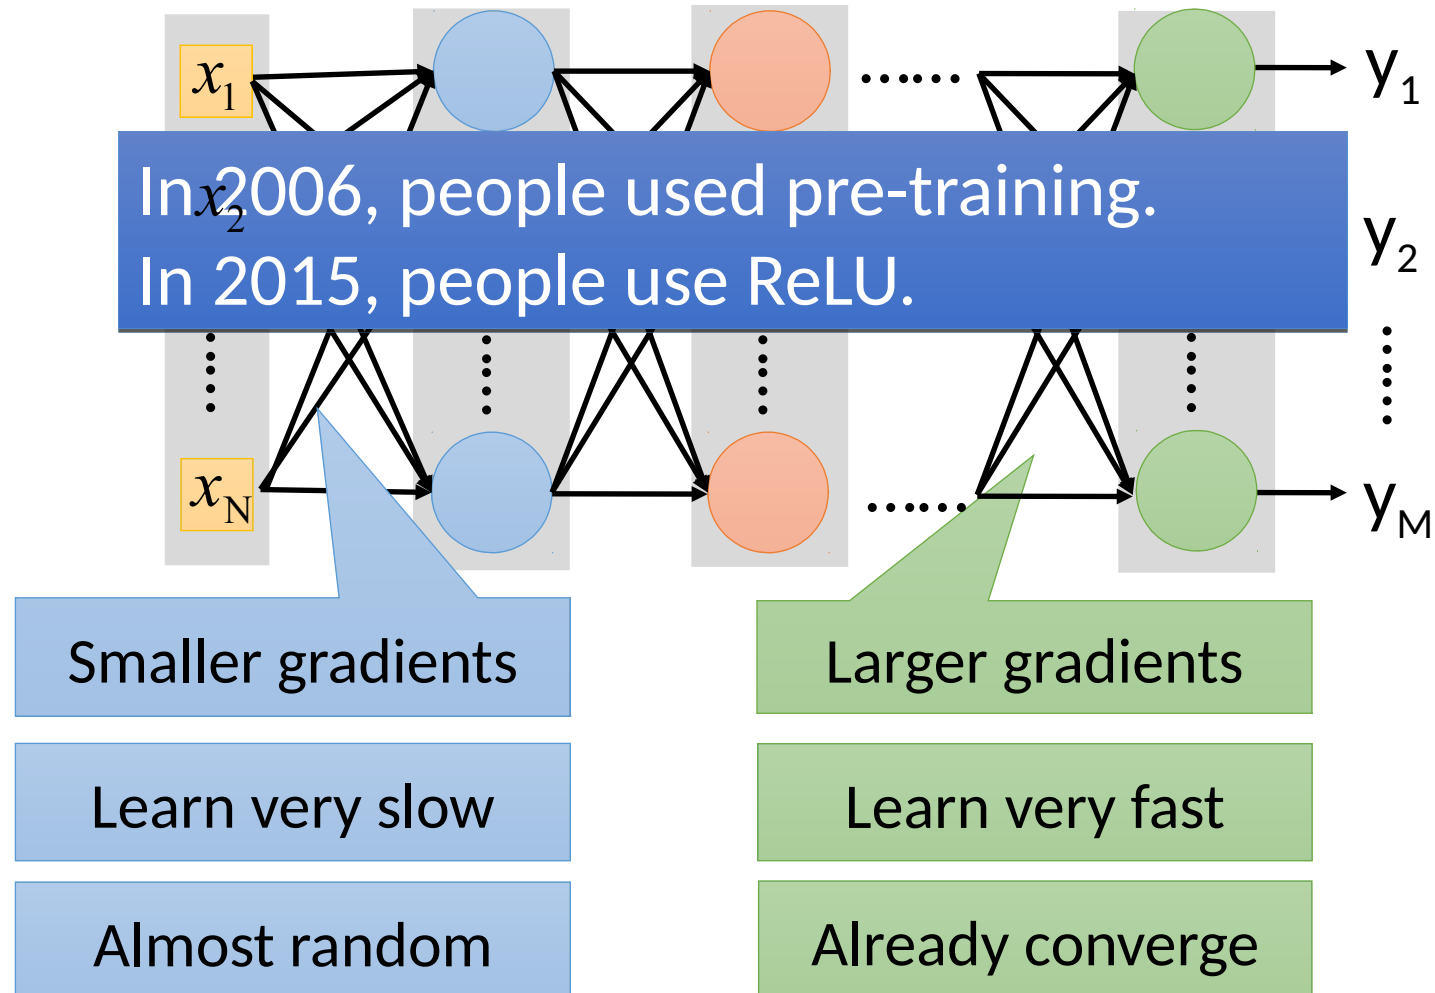 x1
y1
In 2006, people used pre-training.
x2
y2
In 2015, people use ReLU.
xN
yM
Smaller gradients
Larger gradients
Learn very slow
Learn very fast
Almost random
Already converge